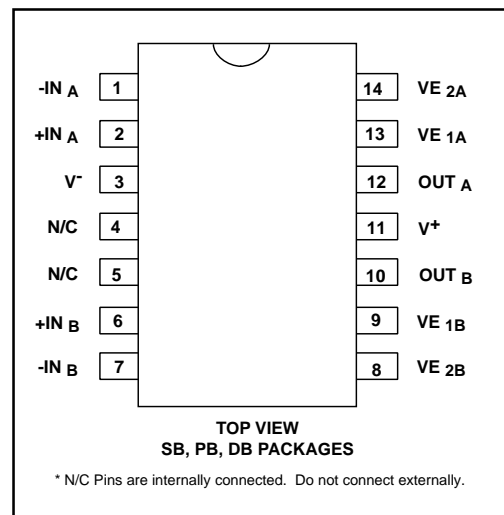 -IN A 1 14 VE 2A
+IN A 2 13 VE 1A
V- 3 12 OUT A
N/C 4 11 V+
N/C 5 10 OUT B
+IN B 6 9 VE 1B
-IN B 7 8 VE 2B
TOP VIEW
SB, PB, DB PACKAGES
* N/C Pins are internally connected. Do not connect externally.